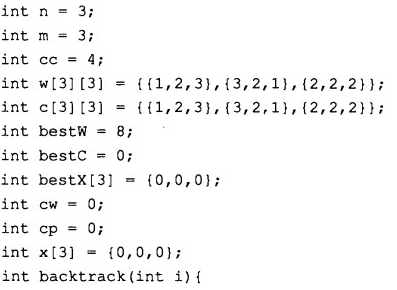 int n = 3;
int m = 3;
int cc = 4;
int w[3][3] = {{1,2,3},{3,2,1},{2,2,2}};
int c[3][3] = {{1,2,3},{3,2,1},{2,2,2}};
int bestW = 8;
int bestC = 0;
int bestX[3] = {0,0,0};
int cw = 0;
int cp = 0;
int x[3] = {0,0,0};
int backtrack(int i){